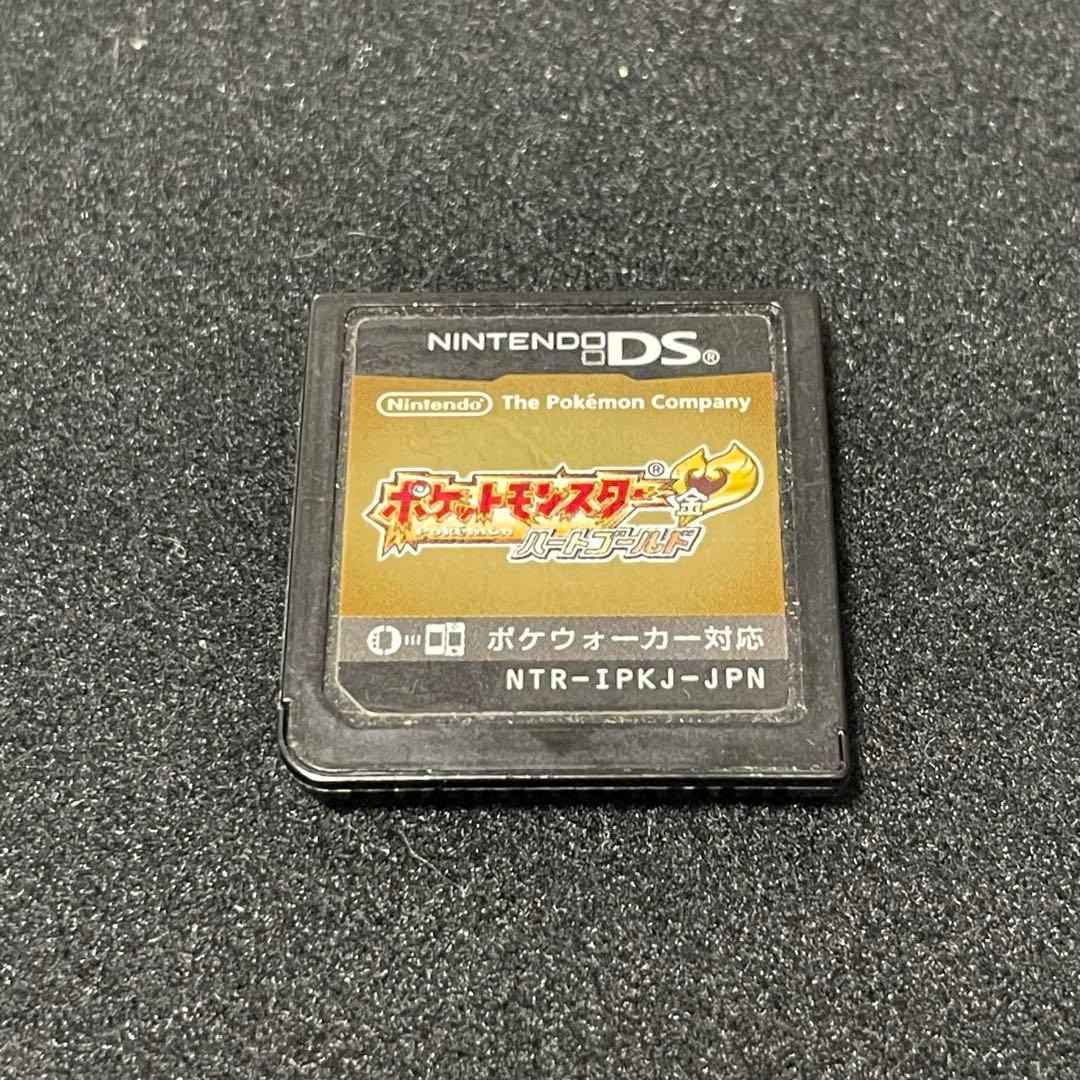 NINTENDO DS®
Nintendo® The Pokémon Company
ポケットモンスター®
金
ハートゴールド
ポケウォーカー対応
NTR-IPKJ-JPN